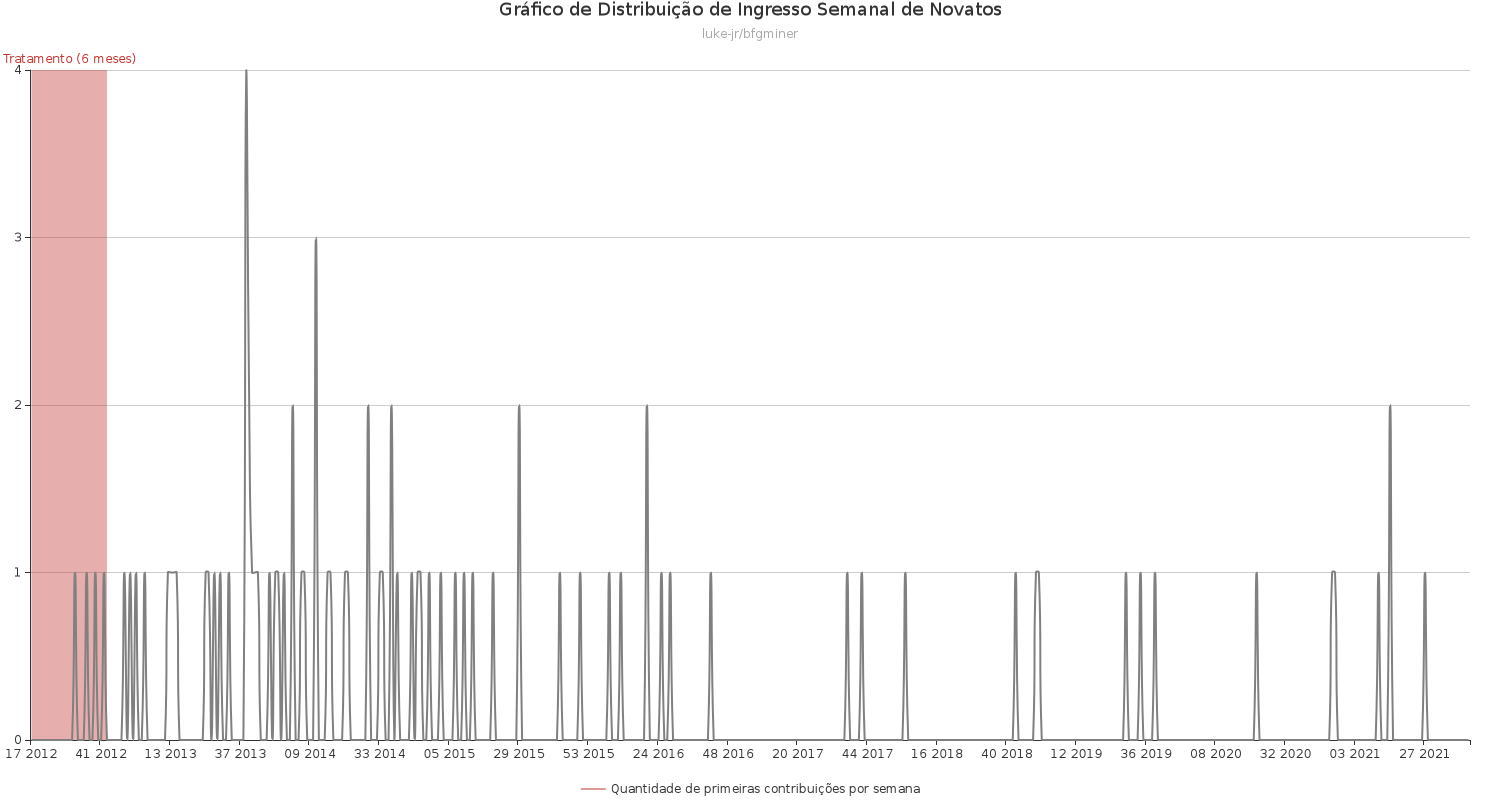 Gráfico de Distribuição de Ingresso Semanal de Novatos
luke-jr/bfgminer
Tratamento (6 meses)
4
3
2
1
0
17 2012 41 2012 13 2013 37 2013 09 2014 33 2014 05 2015 29 2015 53 2015 24 2016 48 2016 20 2017 44 2017 16 2018 40 2018 12 2019 36 2019 08 2020 32 2020 03 2021 27 2021
Quantidade de primeiras contribuições por semana